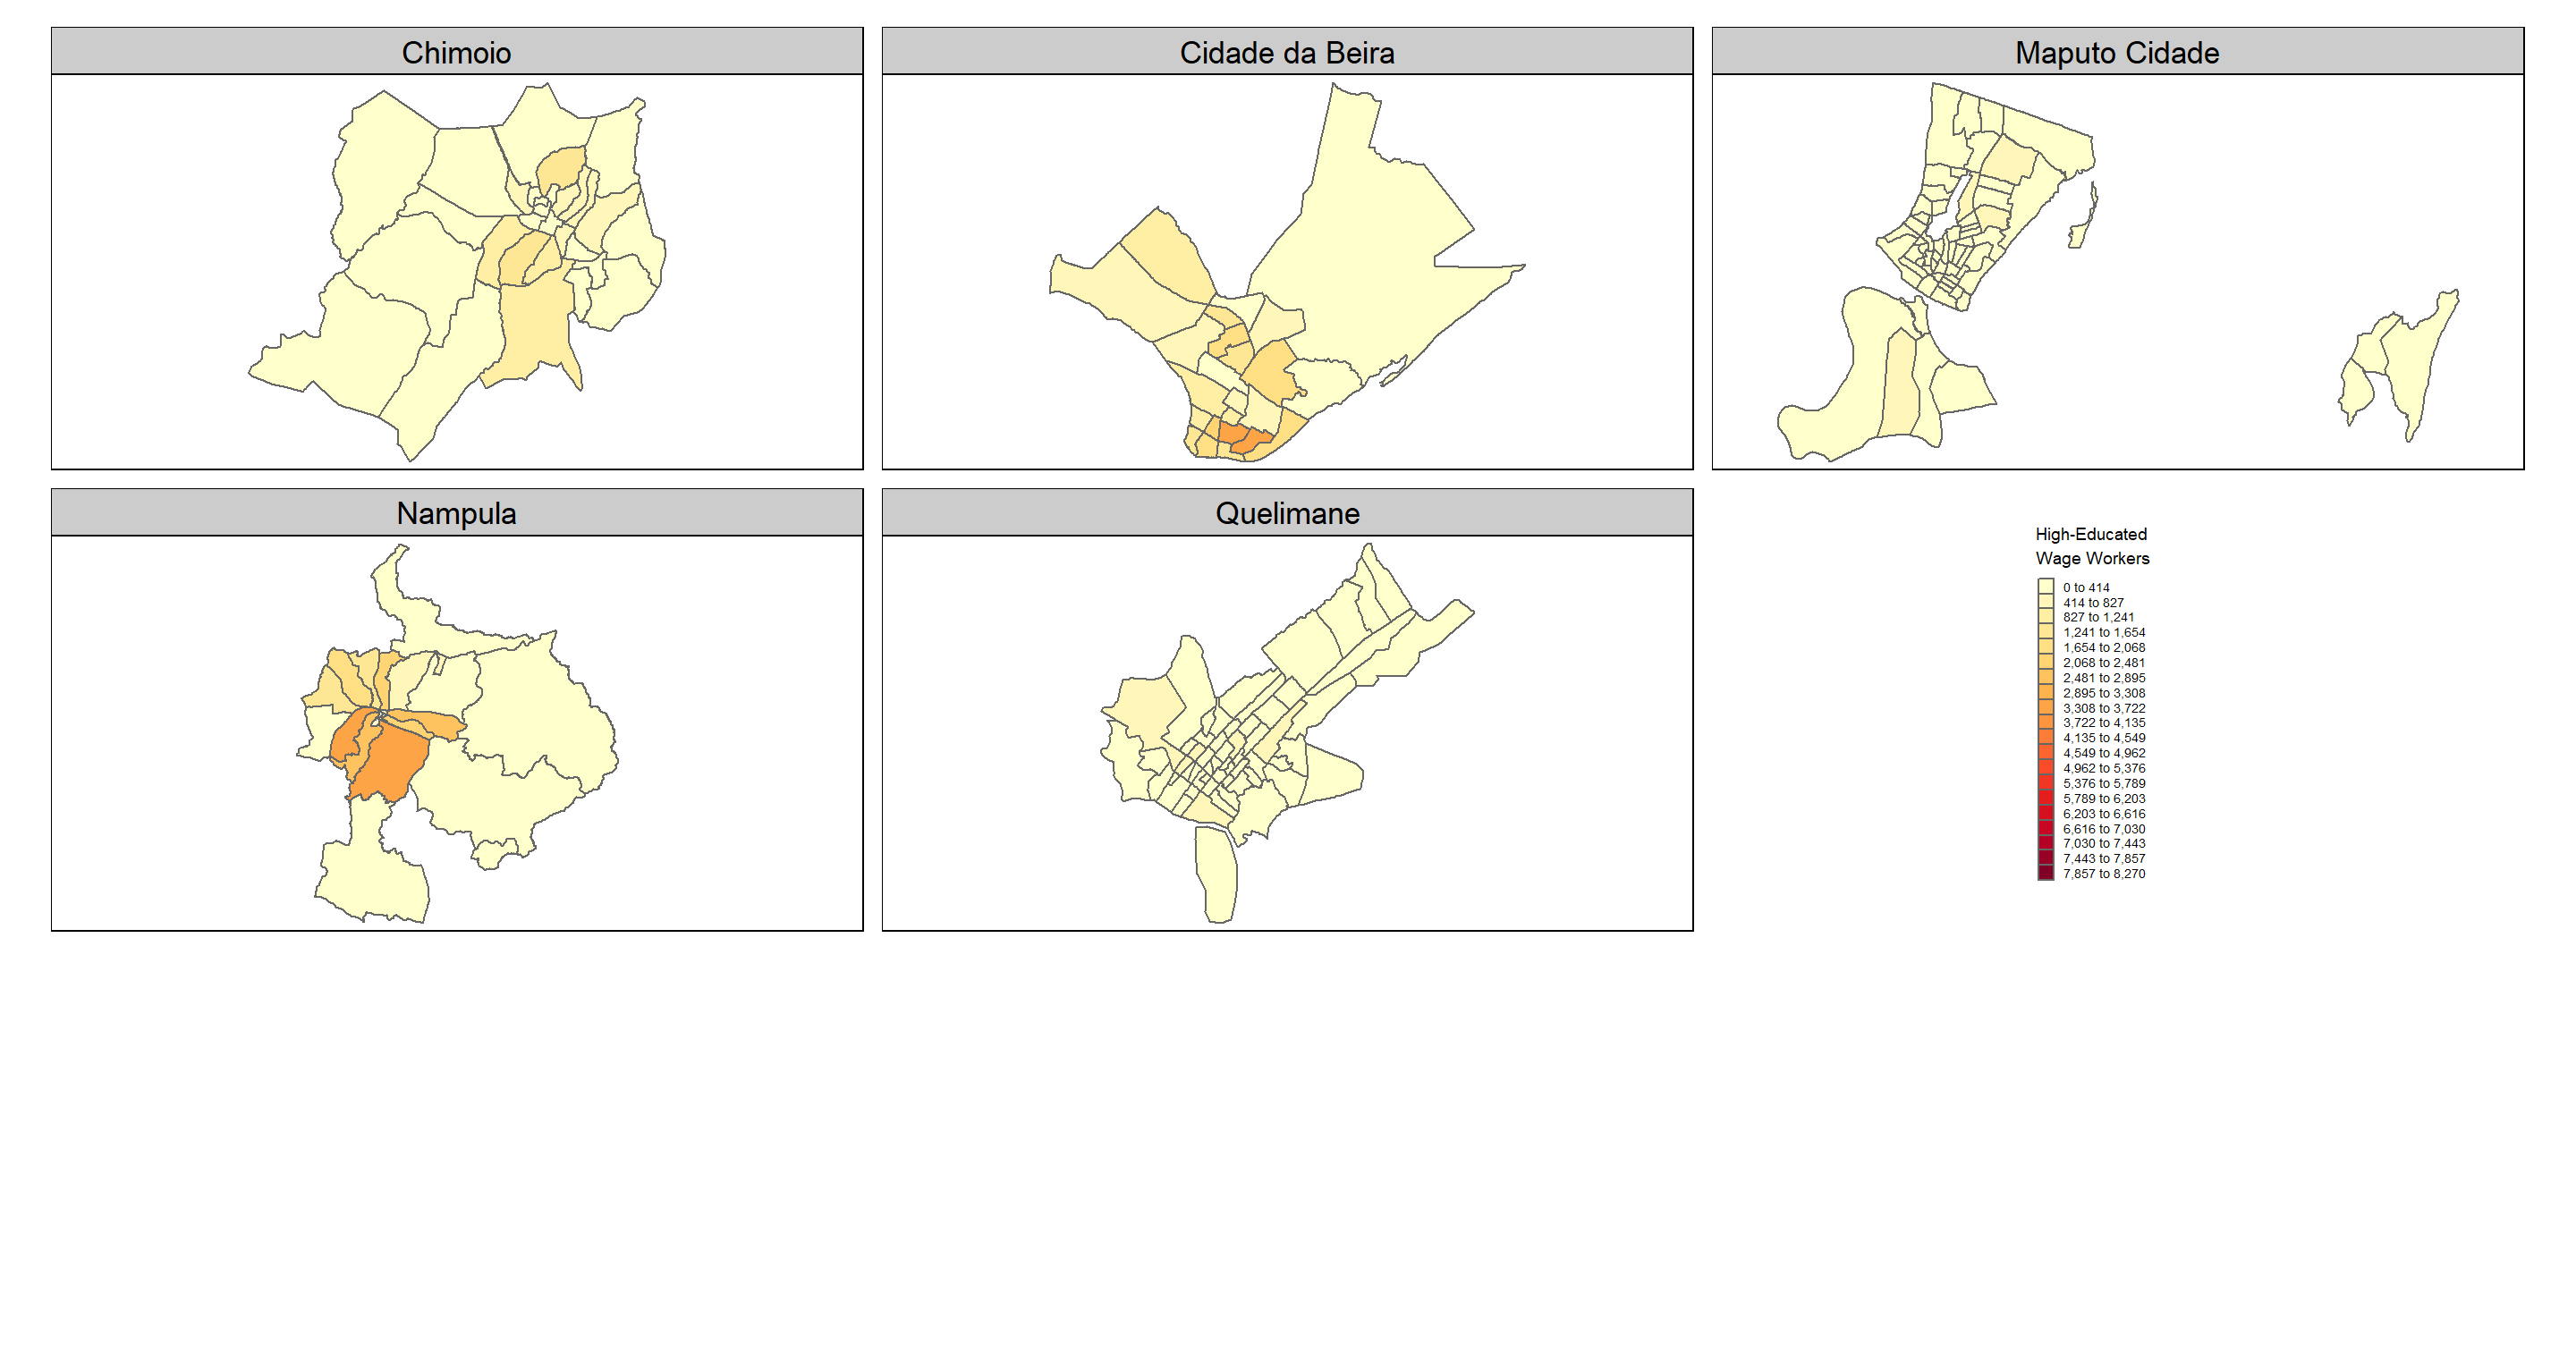 Chimoio
Cidade da Beira
Maputo Cidade
Nampula
Quelimane
High-Educated
Wage Workers
0 to 414
414 to 827
827 to 1,241
1,241 to 1,654
1,654 to 2,068
2,068 to 2,481
2,481 to 2,895
2,895 to 3,308
3,308 to 3,722
3,722 to 4,135
4,135 to 4,549
4,549 to 4,962
4,962 to 5,376
5,376 to 5,789
5,789 to 6,203
6,203 to 6,616
6,616 to 7,030
7,030 to 7,443
7,443 to 7,857
7,857 to 8,270